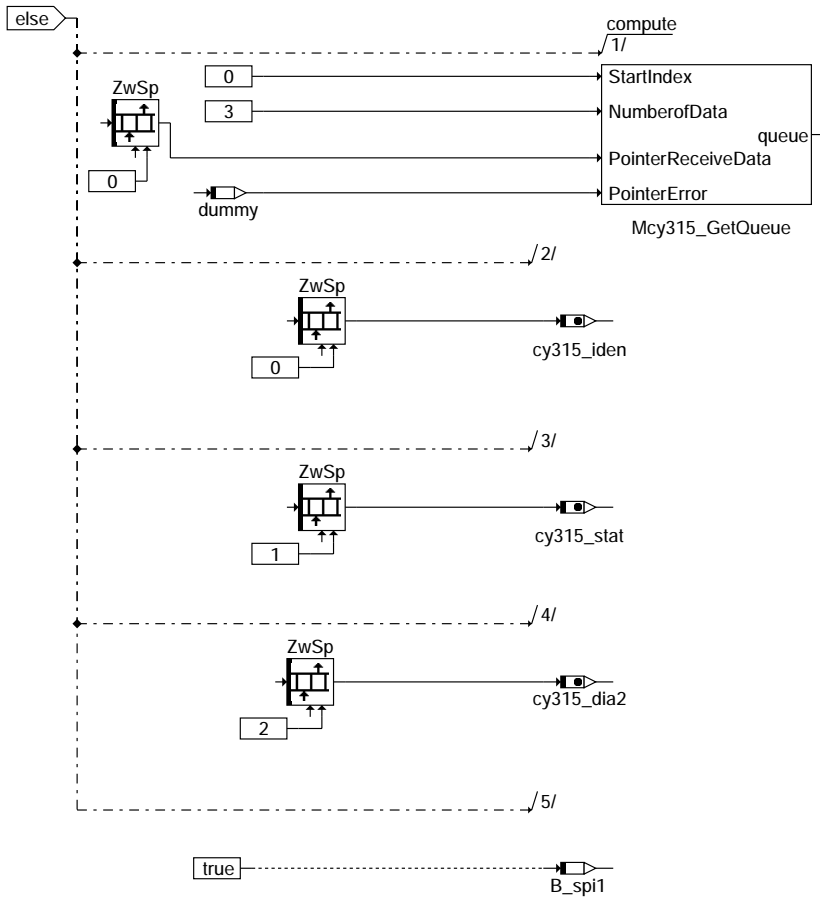 else
compute
1/
0
StartIndex
ZwSp
3
NumberofData
queue
PointerReceiveData
0
PointerError
dummy
Mcy315_GetQueue
2/
ZwSp
cy315_iden
0
3/
ZwSp
cy315_stat
1
4/
ZwSp
cy315_dia2
2
5/
true
B_spi1